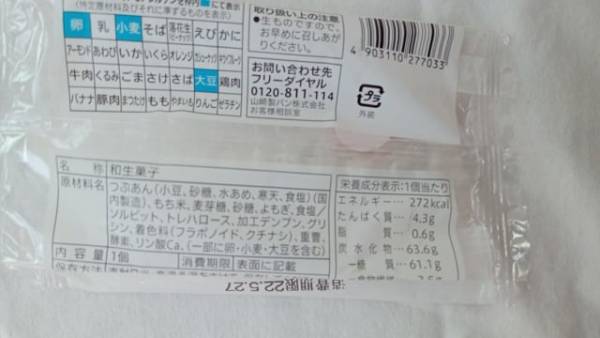 (特定原材料及びそれに準ずるものを表示)
卵 乳 小麦 そば 落花生 えび かに
アーモンド あわび いか いくら オレンジ カシューナッツ キウイフルーツ
牛肉 くるみ ごま さけ さば 大豆 鶏肉
バナナ 豚肉 まつたけ もも やまいも りんご ゼラチン
取り扱い上の注意
●生ものですので、
お早めに召しあが
りください。
お問い合わせ先
フリーダイヤル
0120-811-114
山崎製パン株式会社
お客様相談室
4 903110 277033
プラ
外装
名 称 和生菓子
原材料名 つぶあん(小豆、砂糖、水あめ、寒天、食塩)(国
内製造)、もち米、麦芽糖、砂糖、よもぎ、食塩/
ソルビット、トレハロース、加工デンプン、グリ
シン、着色料(フラボノイド、クチナシ)、重曹、
酵素、リン酸Ca、(一部に卵・小麦・大豆を含む)
内 容 量 1個 消費期限 表面に記載
保存方法
栄養成分表示:1個当たり
エネルギー… 272kcal
たんぱく質… 4.3g
脂 質… 0.6g
炭水化物… 63.6g
−糖 質… 61.1g
消費期限22.5.27